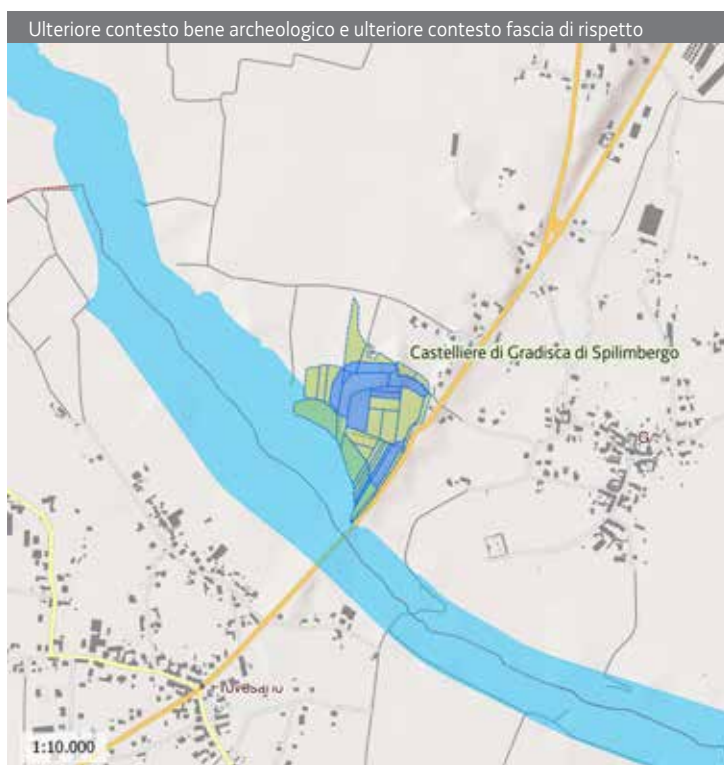 Ulteriore contesto bene archeologico e ulteriore contesto fascia di rispetto
Castelliere di Gradisca di Spilimbergo
1:10.000